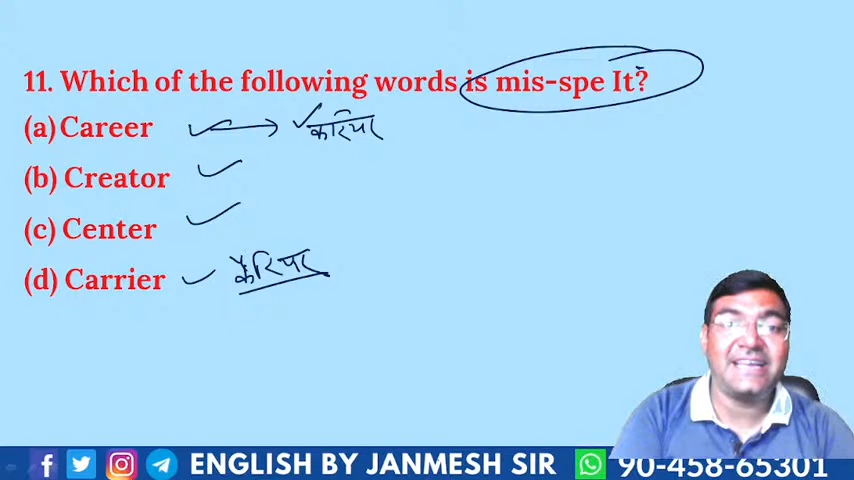 11. Which of the following words is mis-spe It?
(a) Career ✓ → ✓ करियर
(b) Creator ✓
(c) Center ✓
(d) Carrier ✓ कैरियर
ENGLISH BY JANMESH SIR 90-458-65301